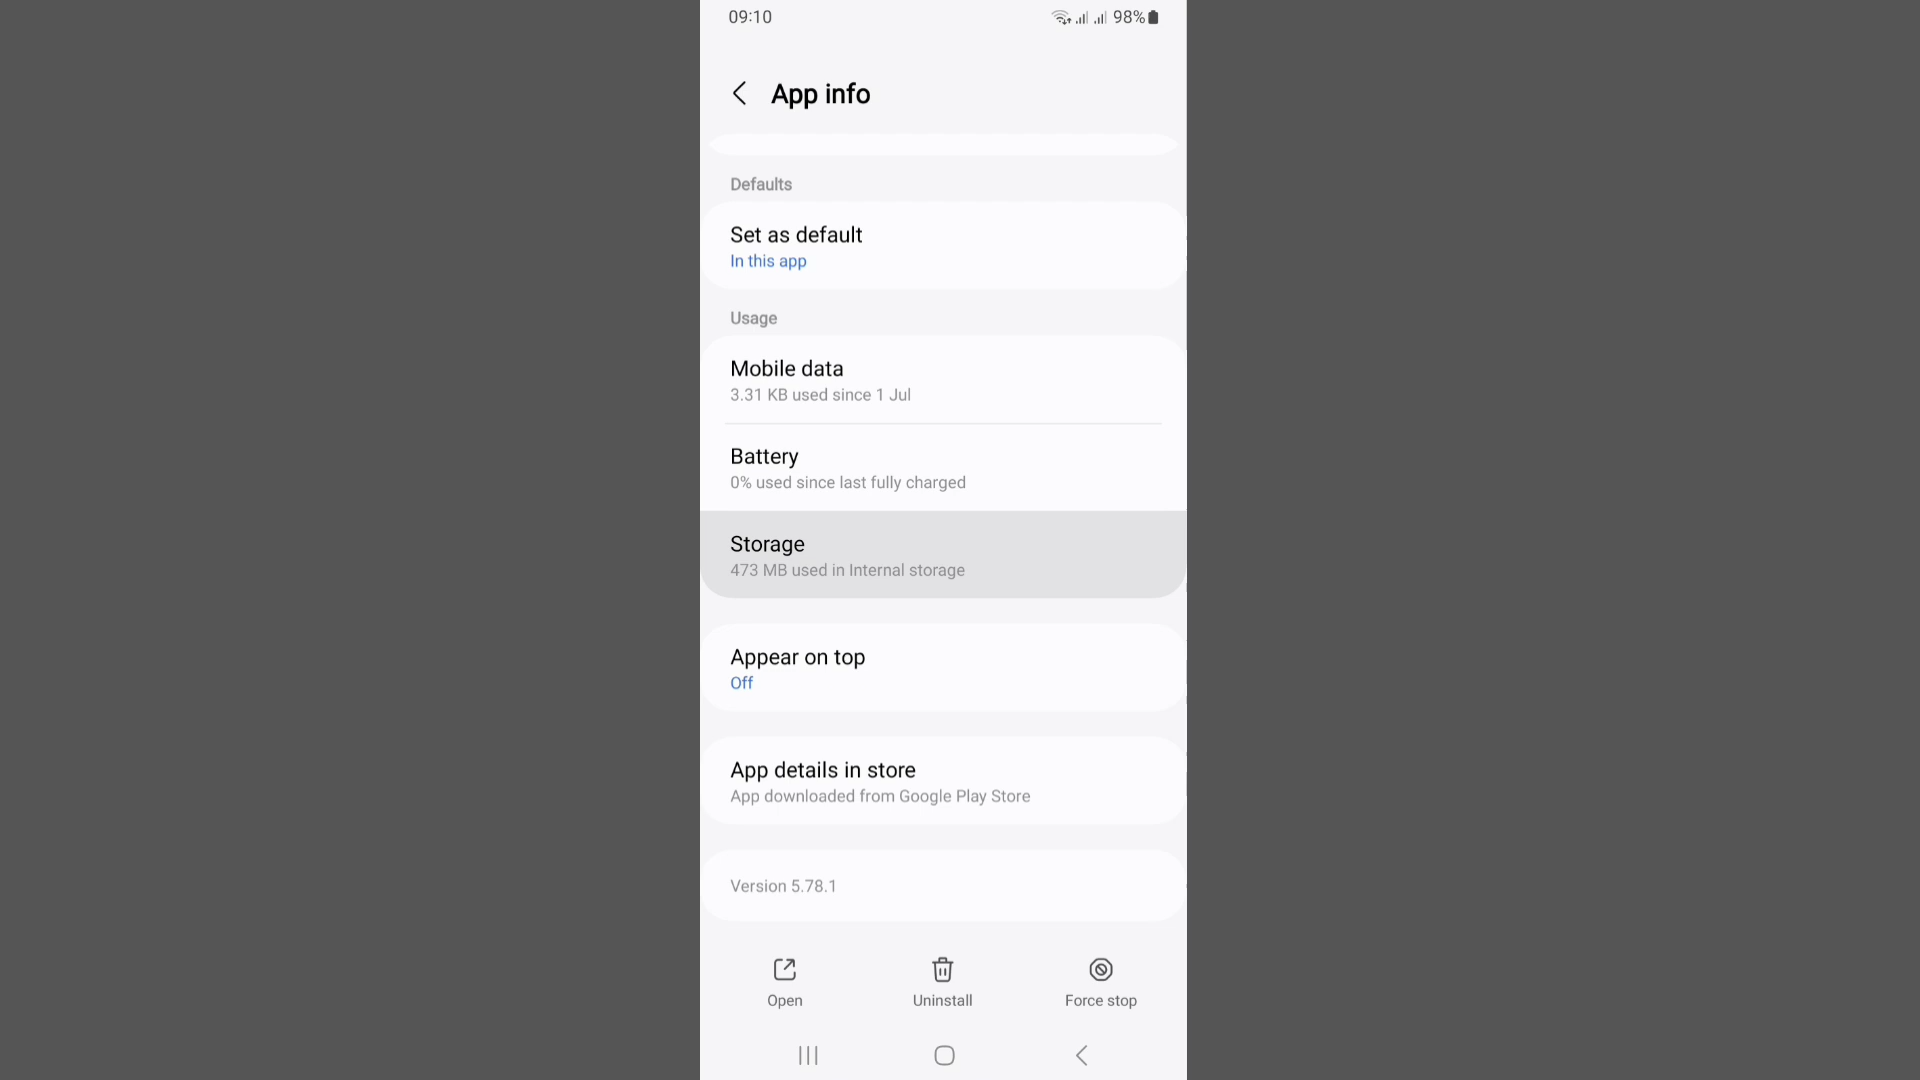 09:10
98%
App info
Defaults
Set as default
In this app
Usage
Mobile data
3.31 KB used since 1 Jul
Battery
0% used since last fully charged
Storage
473 MB used in Internal storage
Appear on top
Off
App details in store
App downloaded from Google Play Store
Version 5.78.1
Open
Uninstall
Force stop